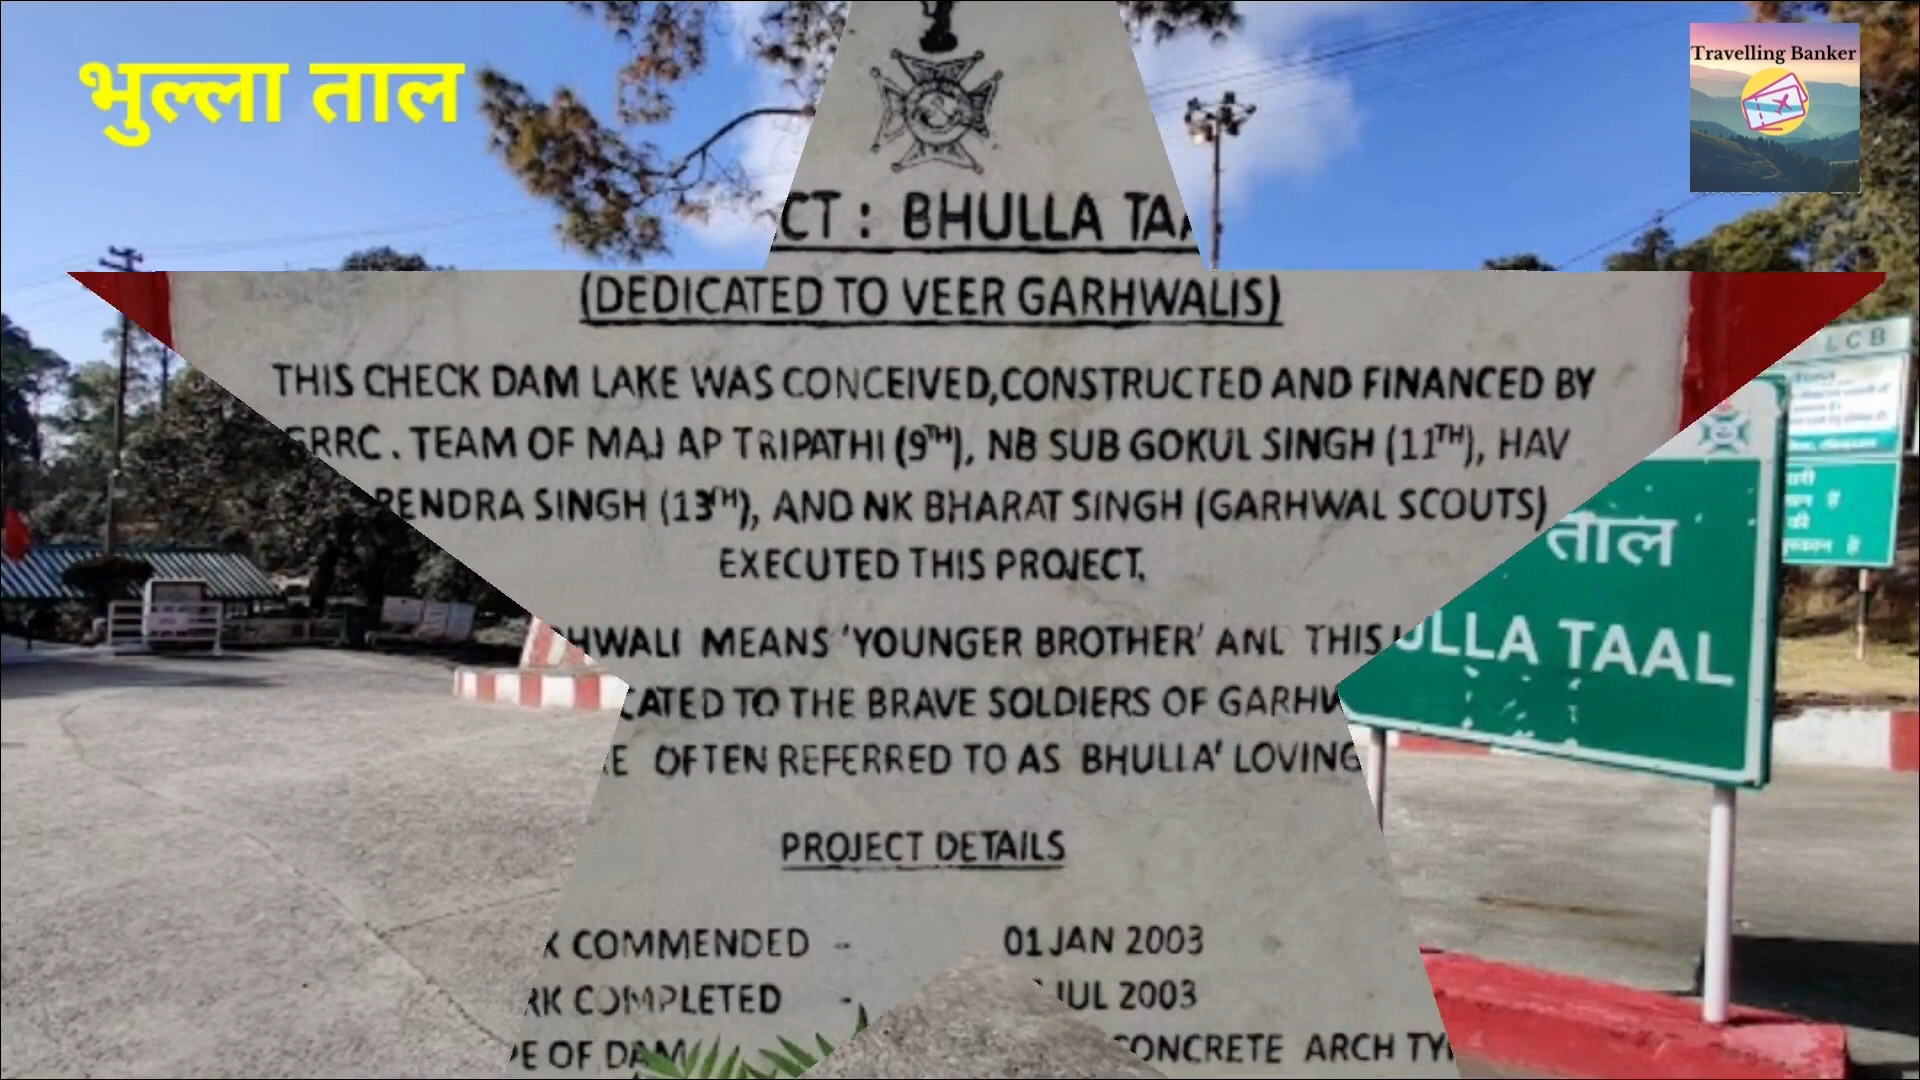 भुल्ला ताल
Travelling Banker
CT : BHULLA TA
(DEDICATED TO VEER GARHWALIS)
THIS CHECK DAM LAKE WAS CONCEIVED, CONSTRUCTED AND FINANCED BY
GRRC. TEAM OF MAJ AP TRIPATHI (9TH), NB SUB GOKUL SINGH (11TH), HAV
ENDRA SINGH (13TH), AND NK BHARAT SINGH (GARHWAL SCOUTS)
EXECUTED THIS PROJECT.
HWALI MEANS 'YOUNGER BROTHER' AND THIS
CATED TO THE BRAVE SOLDIERS OF GARHW
E OFTEN REFERRED TO AS BHULLA' LOVING
PROJECT DETAILS
K COMMENDED - 01 JAN 2003
RK COMPLETED - JUL 2003
PE OF DAM CONCRETE ARCH TY
LCB
ताल
ULLA TAAL